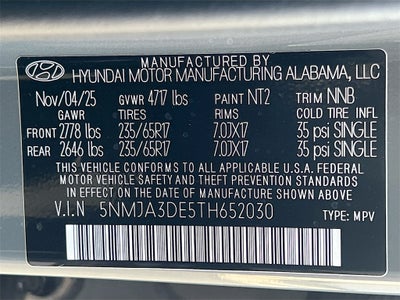 MANUFACTURED BY
HYUNDAI MOTOR MANUFACTURING ALABAMA, LLC
Nov/04/25 GVWR 4717 lbs PAINT NT2 TRIM NNB
GAWR TIRES RIMS COLD TIRE INFL
FRONT 2778 lbs 235/65R17 7.0JX17 35 psi SINGLE
REAR 2646 lbs 235/65R17 7.0JX17 35 psi SINGLE
THIS VEHICLE CONFORMS TO ALL APPLICABLE U.S.A. FEDERAL
MOTOR VEHICLE SAFETY AND THEFT PREVENTION STANDARDS
IN EFFECT ON THE DATE OF MANUFACTURE SHOWN ABOVE
V.I.N 5NMJA3DE5TH652030 TYPE: MPV